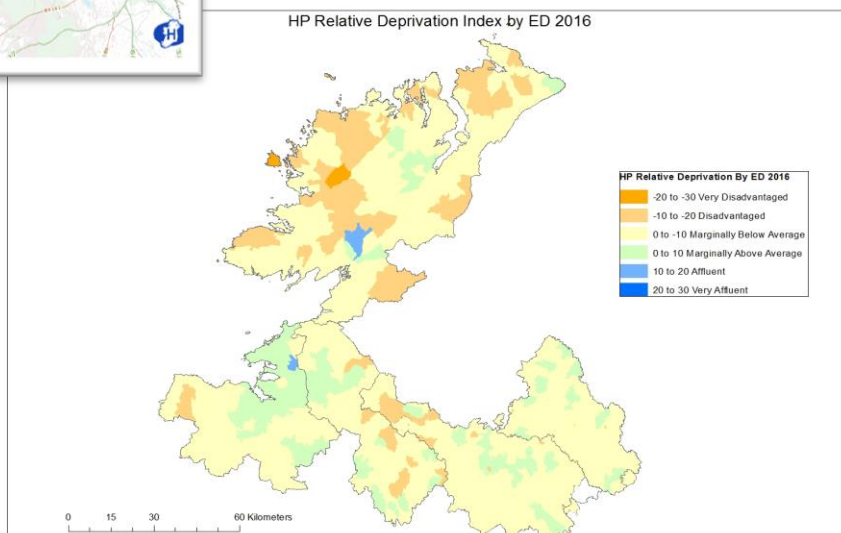 HP Relative Deprivation Index by ED 2016
HP Relative Deprivation By ED 2016
-20 to -30 Very Disadvantaged
-10 to -20 Disadvantaged
0 to -10 Marginally Below Average
0 to 10 Marginally Above Average
10 to 20 Affluent
20 to 30 Very Affluent
0 15 30 60 Kilometers